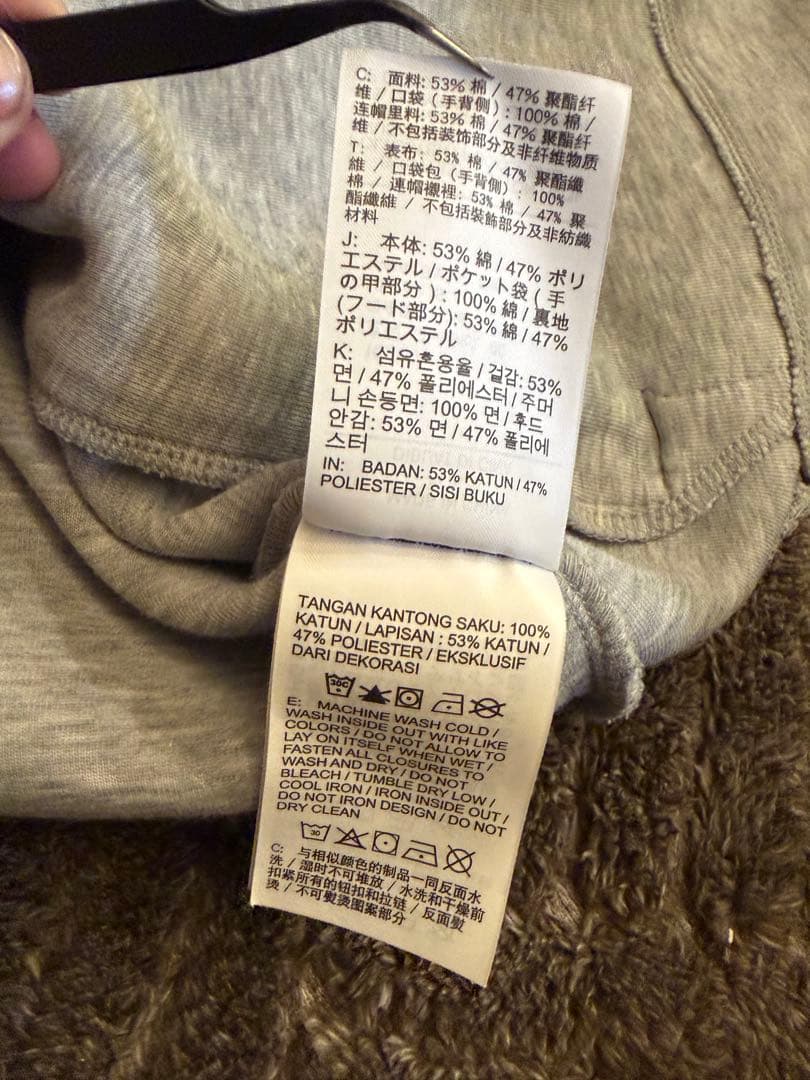 C: 面料: 53% 棉 / 47% 聚酯纤
维 / 口袋（手背侧）: 100% 棉 /
连帽里料: 53% 棉 / 47% 聚酯纤
维 / 不包括装饰部分及非纤维物质
T: 表布: 53% 棉 / 47% 聚酯纖
維 / 口袋包（手背側）: 100%
棉 / 連帽襯裡: 53% 棉 / 47% 聚
酯纖維 / 不包括裝飾部分及非紡織
材料
J: 本体: 53% 綿 / 47% ポリ
エステル / ポケット袋 ( 手
の甲部分 ) : 100% 綿 / 裏地
(フード部分): 53% 綿 / 47%
ポリエステル
K: 섬유혼용율 / 겉감: 53%
면 / 47% 폴리에스터 / 주머
니 손등면: 100% 면 / 후드
안감: 53% 면 / 47% 폴리에
스터
IN: BADAN: 53% KATUN / 47%
POLIESTER / SISI BUKU
TANGAN KANTONG SAKU: 100%
KATUN / LAPISAN : 53% KATUN /
47% POLIESTER / EKSKLUSIF
DARI DEKORASI
30C
E: MACHINE WASH COLD /
WASH INSIDE OUT WITH LIKE
COLORS / DO NOT ALLOW TO
LAY ON ITSELF WHEN WET /
FASTEN ALL CLOSURES TO
WASH AND DRY / DO NOT
BLEACH / TUMBLE DRY LOW /
COOL IRON / IRON INSIDE OUT /
DO NOT IRON DESIGN / DO NOT
DRY CLEAN
30
C: 与相似颜色的制品一同反面水
洗 / 湿时不可堆放 / 水洗和干燥前
扣紧所有的钮扣和拉链 / 反面熨
烫 / 不可熨烫图案部分